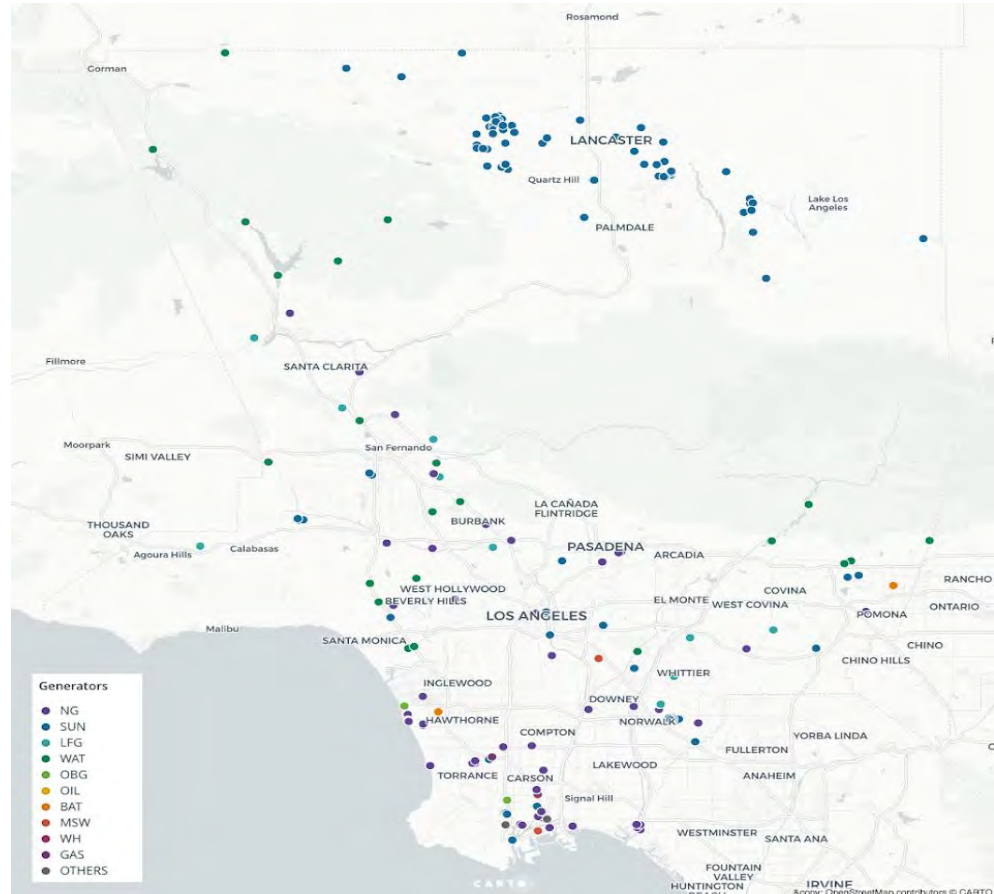 Rosamond
Gorman
LANCASTER
Quartz Hill
Lake Los
Angeles
PALMDALE
Fillmore
SANTA CLARITA
Moorpark
San Fernando
SIMI VALLEY
LA CAÑADA
FLINTRIDGE
THOUSAND
OAKS
BURBANK
Agoura Hills
Calabasas
PASADENA
ARCADIA
RANCHO
WEST HOLLYWOOD
COVINA
BEVERLY HILLS
EL MONTE
WEST COVINA
ONTARIO
LOS ANGELES
POMONA
Malibu
SANTA MONICA
CHINO
CHINO HILLS
WHITTIER
INGLEWOOD
DOWNEY
HAWTHORNE
NORWALK
COMPTON
YORBA LINDA
FULLERTON
LAKEWOOD
TORRANCE
CARSON
ANAHEIM
Signal Hill
WESTMINSTER
SANTA ANA
FOUNTAIN
VALLEY
HUNTINGTON
IRVINE
CARTO
&copy; OpenStreetMap contributors © CARTO
Generators
NG
SUN
LFG
WAT
OBG
OIL
BAT
MSW
WH
GAS
OTHERS